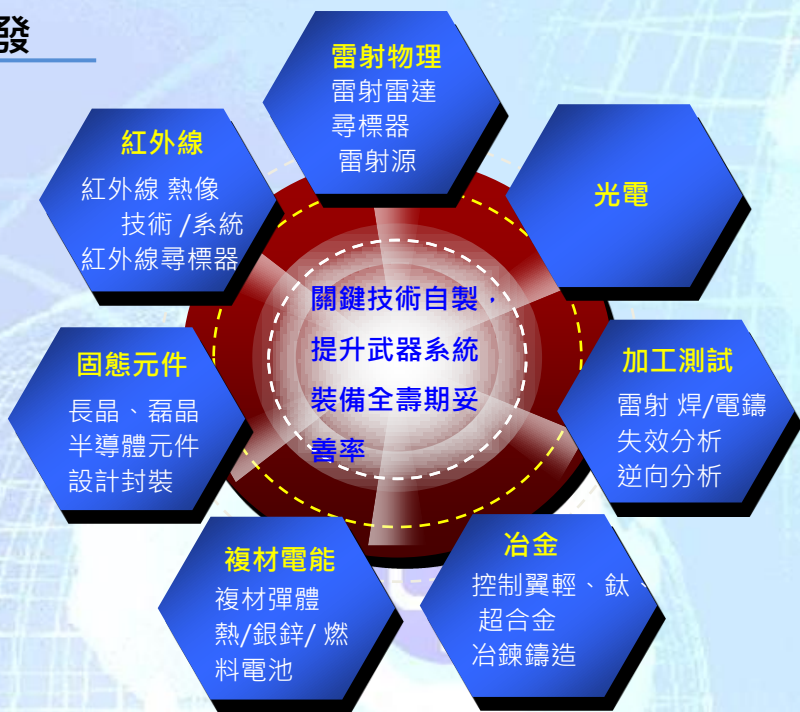 發
雷射物理
雷射雷達
尋標器
雷射源
紅外線
紅外線 熱像
技術 /系統
紅外線尋標器
光電
關鍵技術自製，
提升武器系統
裝備全壽期妥
善率
固態元件
長晶、磊晶
半導體元件
設計封裝
加工測試
雷射 焊/電鑄
失效分析
逆向分析
複材電能
複材彈體
熱/銀鋅/ 燃
料電池
冶金
控制翼輕、鈦、
超合金
冶鍊鑄造